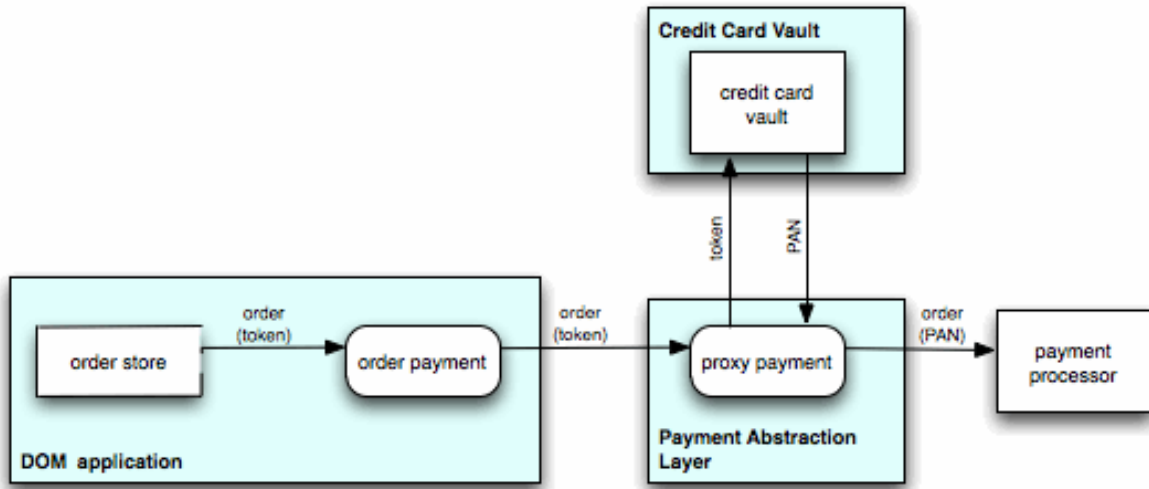 Credit Card Vault
credit card
vault
token
PAN
order
(token)
order
(token)
order
(PAN)
order store
order payment
proxy payment
payment
processor
DOM application
Payment Abstraction
Layer